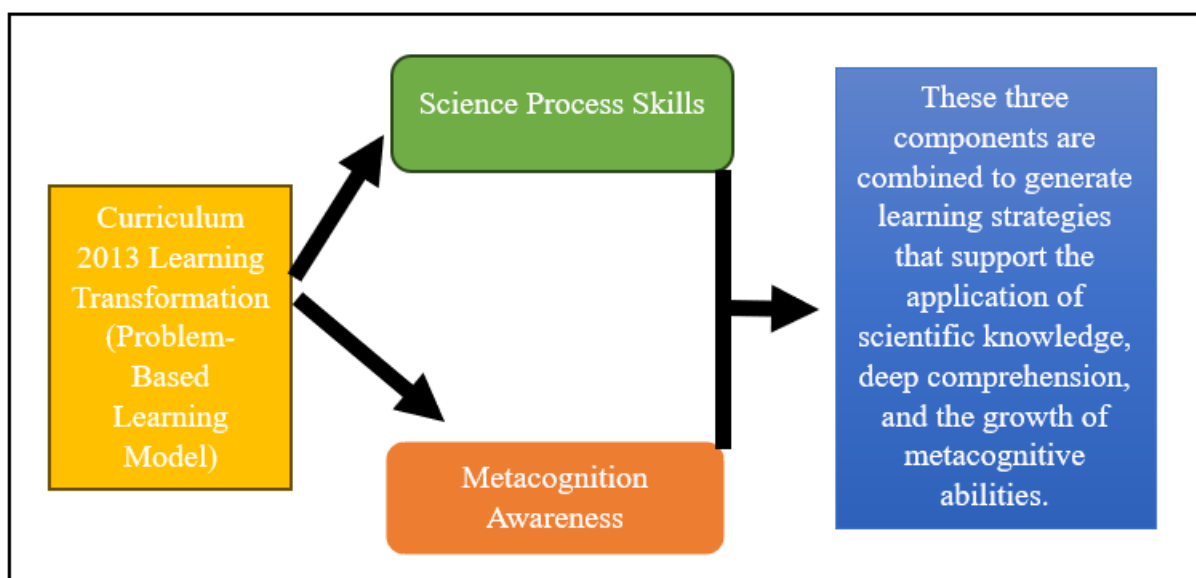 Curriculum
2013 Learning
Transformation
(Problem-
Based
Learning
Model)
Science Process Skills
Metacognition
Awareness
These three
components are
combined to generate
learning strategies
that support the
application of
scientific knowledge,
deep comprehension,
and the growth of
metacognitive
abilities.